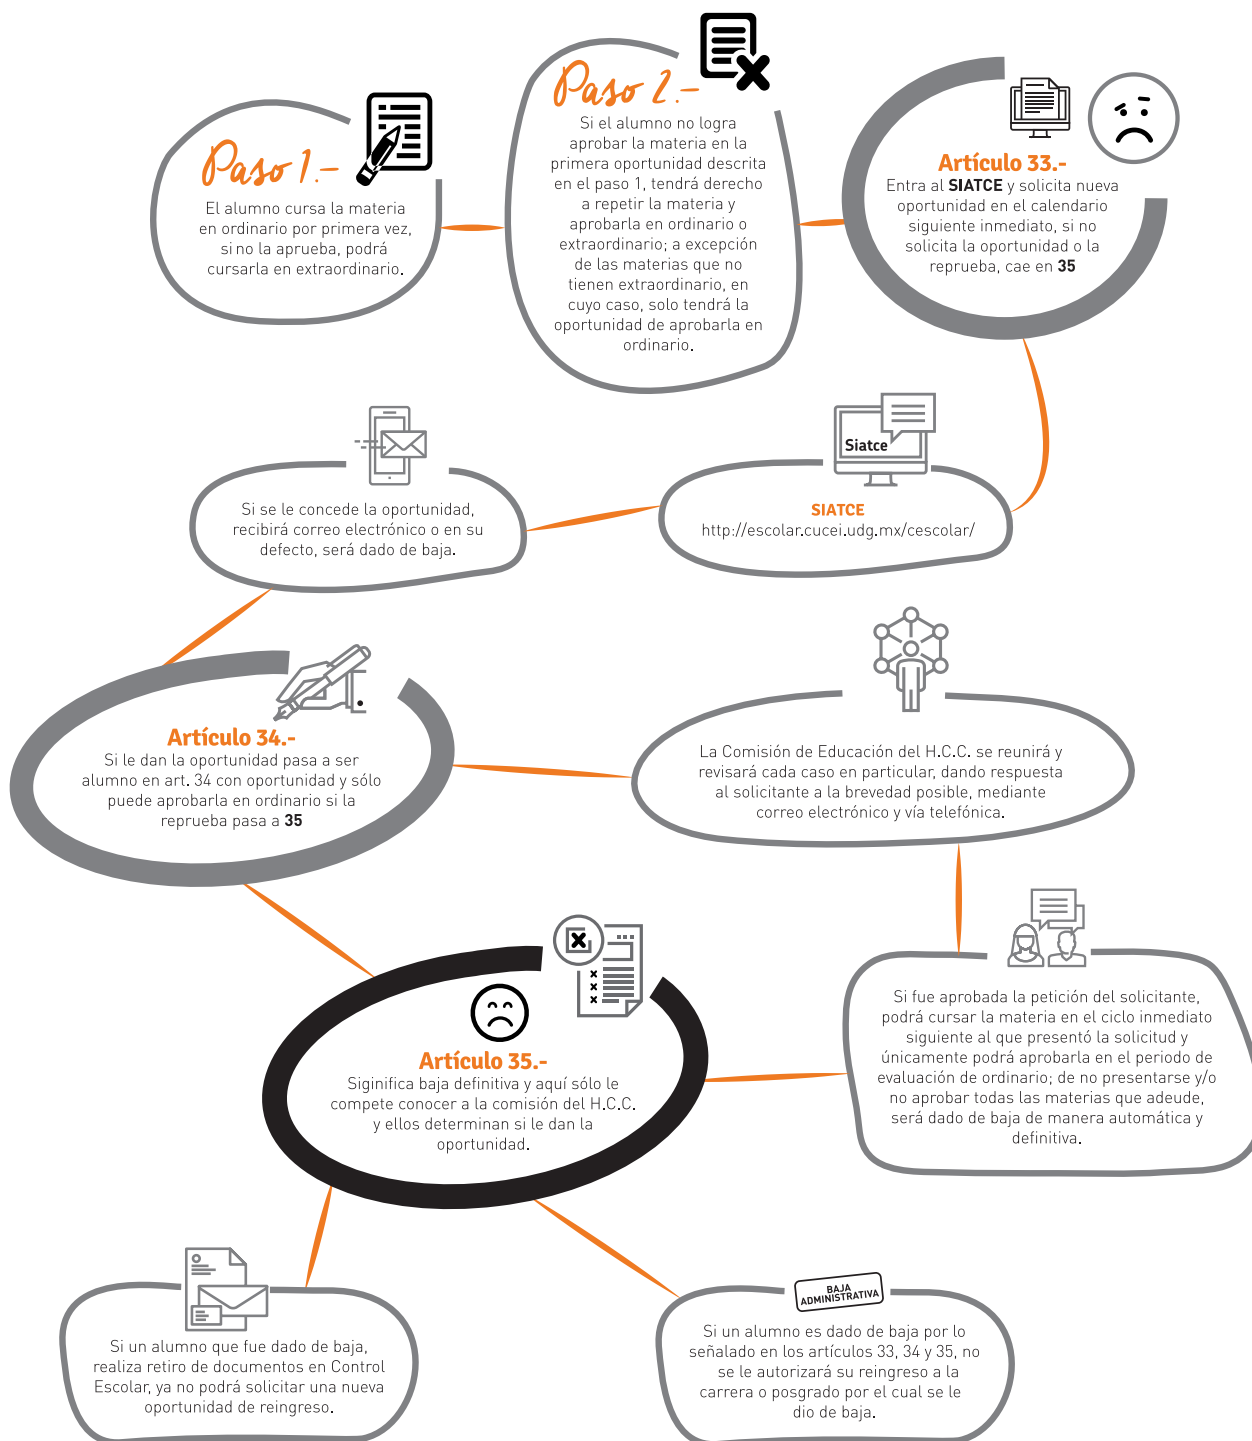 Paso 1.-
El alumno cursa la materia
en ordinario por primera vez,
si no la aprueba, podrá
cursarla en extraordinario.
Paso 2.-
Si el alumno no logra
aprobar la materia en la
primera oportunidad descrita
en el paso 1, tendrá derecho
a repetir la materia y
aprobarla en ordinario o
extraordinario; a excepción
de las materias que no
tienen extraordinario, en
cuyo caso, solo tendrá la
oportunidad de aprobarla en
ordinario.
Artículo 33.-
Entra al SIATCE y solicita nueva
oportunidad en el calendario
siguiente inmediato, si no
solicita la oportunidad o la
reprueba, cae en 35
Siatce
SIATCE
http://escolar.cucei.udg.mx/cescolar/
Si se le concede la oportunidad,
recibirá correo electrónico o en su
defecto, será dado de baja.
Artículo 34.-
Si le dan la oportunidad pasa a ser
alumno en art. 34 con oportunidad y sólo
puede aprobarla en ordinario si la
reprueba pasa a 35
La Comisión de Educación del H.C.C. se reunirá y
revisará cada caso en particular, dando respuesta
al solicitante a la brevedad posible, mediante
correo electrónico y vía telefónica.
Si fue aprobada la petición del solicitante,
podrá cursar la materia en el ciclo inmediato
siguiente al que presentó la solicitud y
únicamente podrá aprobarla en el periodo de
evaluación de ordinario; de no presentarse y/o
no aprobar todas las materias que adeude,
será dado de baja de manera automática y
definitiva.
Artículo 35.-
Siginifica baja definitiva y aquí sólo le
compete conocer a la comisión del H.C.C.
y ellos determinan si le dan la
oportunidad.
Si un alumno que fue dado de baja,
realiza retiro de documentos en Control
Escolar, ya no podrá solicitar una nueva
oportunidad de reingreso.
BAJA
ADMINISTRATIVA
Si un alumno es dado de baja por lo
señalado en los artículos 33, 34 y 35, no
se le autorizará su reingreso a la
carrera o posgrado por el cual se le
dio de baja.